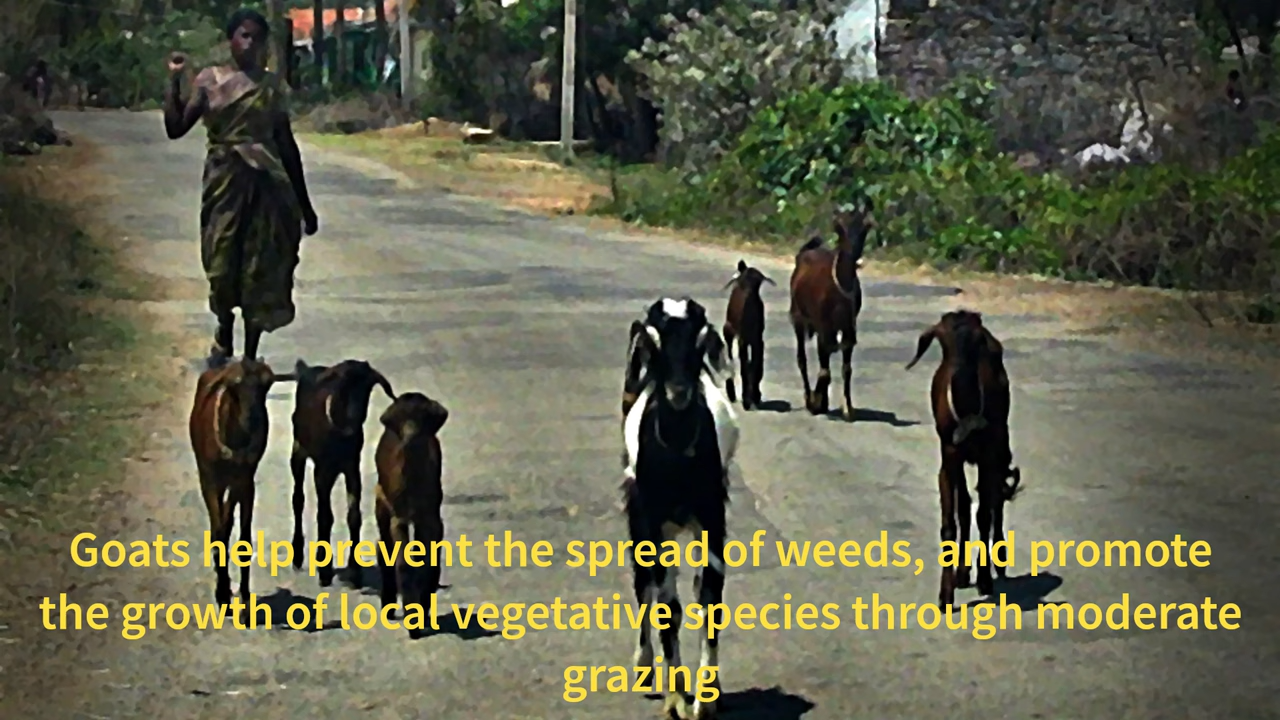 Goats help prevent the spread of weeds, and promote
the growth of local vegetative species through moderate
grazing